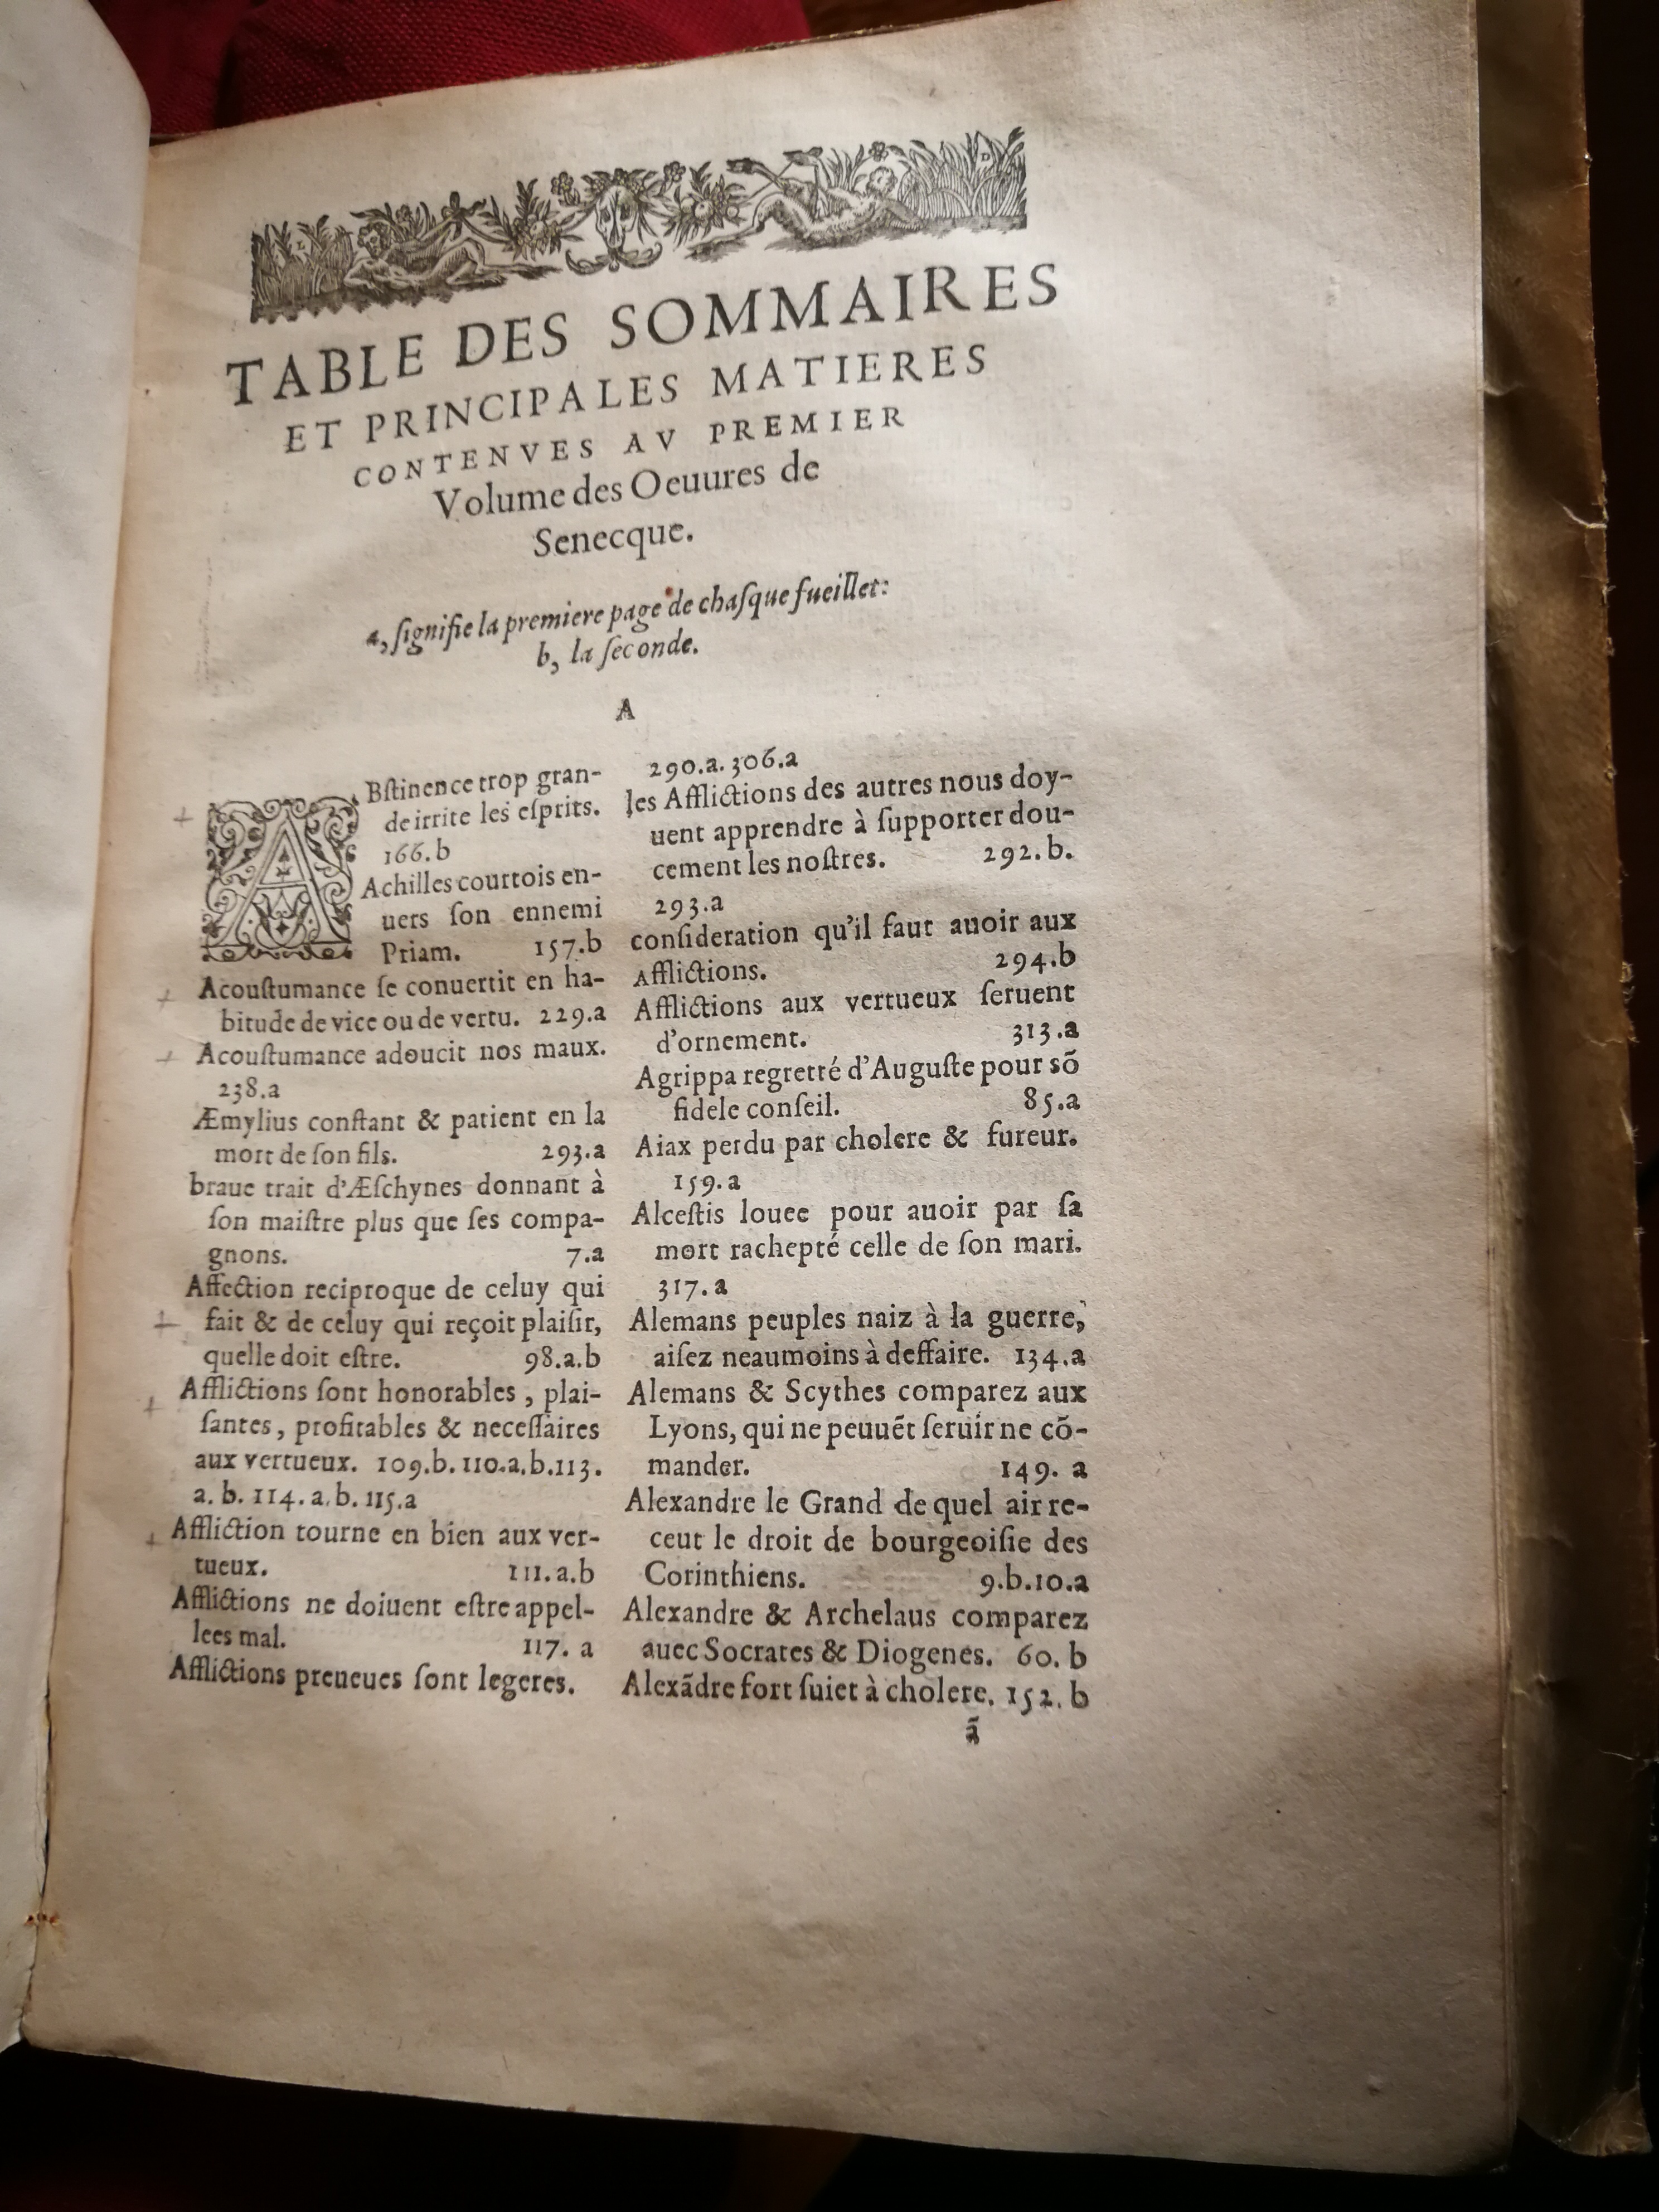 TABLE DES SOMMAIRES
ET PRINCIPALES MATIERES
CONTENVES AV PREMIER
Volume des Oeuures de
Senecque.
a, ſignifie la premiere page de chaſque fueillet:
b, la ſeconde.
A
ABſtinence trop gran-
de irrite les eſprits.
166.b
Achilles courtois en-
uers ſon ennemi
Priam. 157.b
Acouſtumance ſe conuertit en ha-
bitude de vice ou de vertu. 229.a
Acouſtumance adoucit nos maux.
238.a
Æmylius conſtant & patient en la
mort de ſon fils. 293.a
braue trait d'Æſchynes donnant à
ſon maiſtre plus que ſes compa-
gnons. 7.a
Affection reciproque de celuy qui
fait & de celuy qui reçoit plaiſir,
quelle doit eſtre. 98.a.b
Afflictions ſont honorables, plai-
ſantes, profitables & neceſſaires
aux vertueux. 109.b.110.a.b.113.
a. b. 114. a. b. 115.a
Affliction tourne en bien aux ver-
tueux. 111.a.b
Afflictions ne doiuent eſtre appel-
lees mal. 117. a
Afflictions preueues ſont legeres.
290.a. 306.a
les Afflictions des autres nous doy-
uent apprendre à ſupporter dou-
cement les noſtres. 292.b.
293.a
conſideration qu'il faut auoir aux
Afflictions. 294.b
Afflictions aux vertueux ſeruent
d'ornement. 313.a
Agrippa regretté d'Auguſte pour sõ
fidele conſeil. 85.a
Aiax perdu par cholere & fureur.
159.a
Alceſtis louee pour auoir par ſa
mort rachepté celle de ſon mari.
317.a
Alemans peuples naiz à la guerre,
aiſez neaumoins à deffaire. 134.a
Alemans & Scythes comparez aux
Lyons, qui ne peuuẽt ſeruir ne cõ-
mander. 149. a
Alexandre le Grand de quel air re-
ceut le droit de bourgeoiſie des
Corinthiens. 9.b.10.a
Alexandre & Archelaus comparez
auec Socrates & Diogenes. 60. b
Alexãdre fort ſuiet à cholere. 152. b
ã